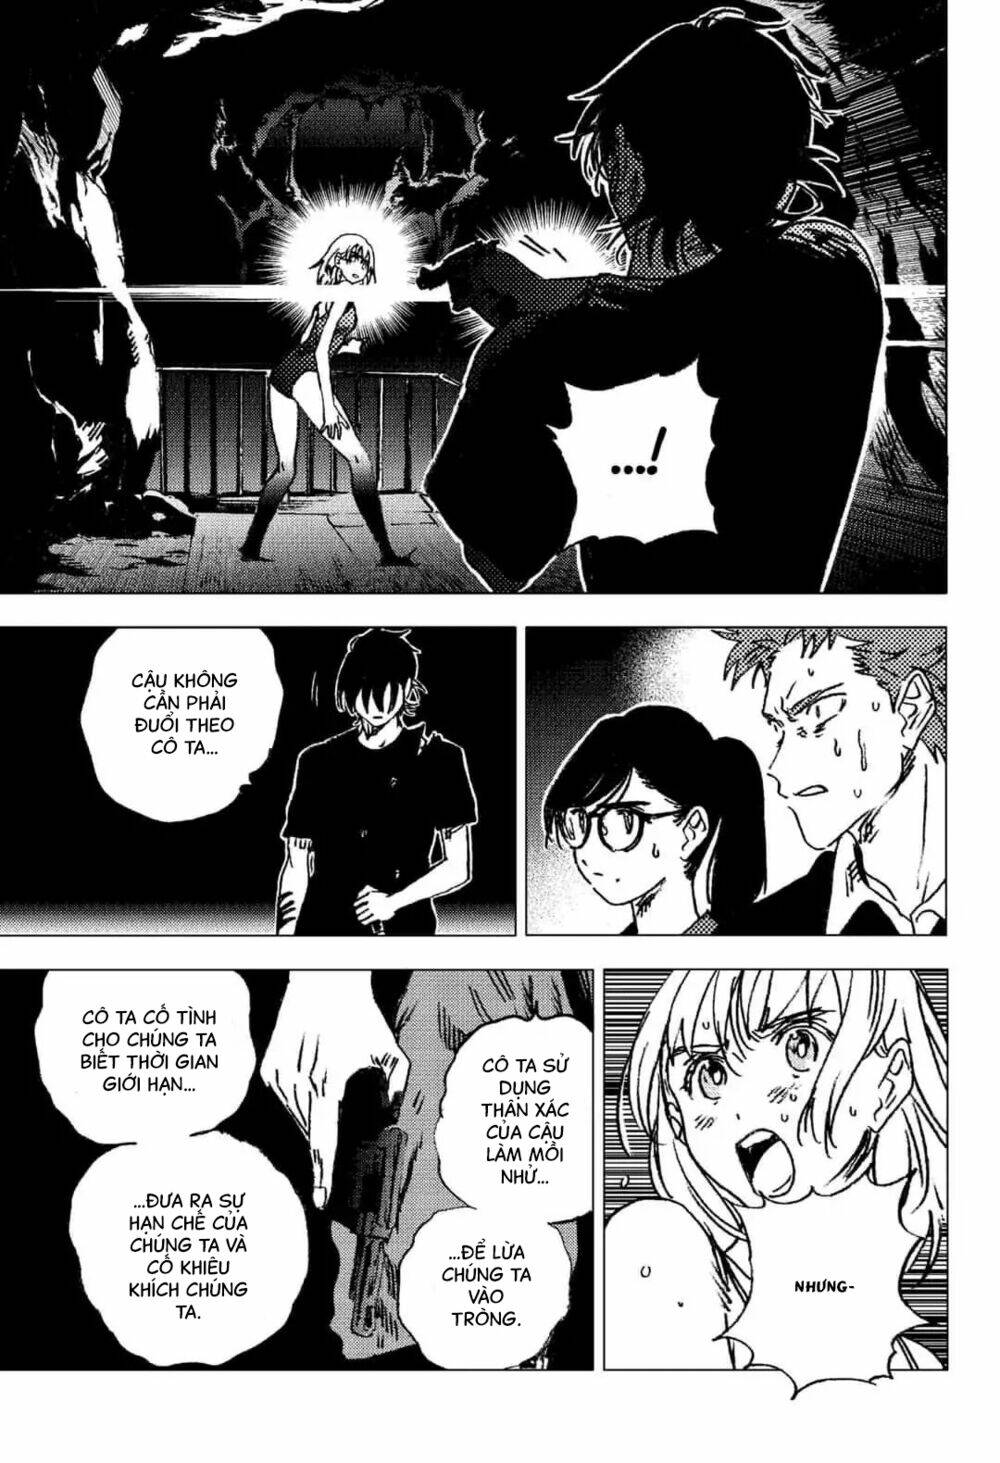 ....!
CẬU KHÔNG
CẦN PHẢI
ĐUỔI THEO
CÔ TA...
NHƯNG-
CÔ TA SỬ
DỤNG
THÂN XÁC
CỦA CẬU
LÀM MỒI
NHỬ...
...ĐỂ LỪA
CHÚNG TA
VÀO
TRÒNG.
CÔ TA CỐ TÌNH
CHO CHÚNG TA
BIẾT THỜI GIAN
GIỚI HẠN...
...ĐƯA RA SỰ
HẠN CHẾ CỦA
CHÚNG TA VÀ
CỐ KHIÊU
KHÍCH CHÚNG
TA.